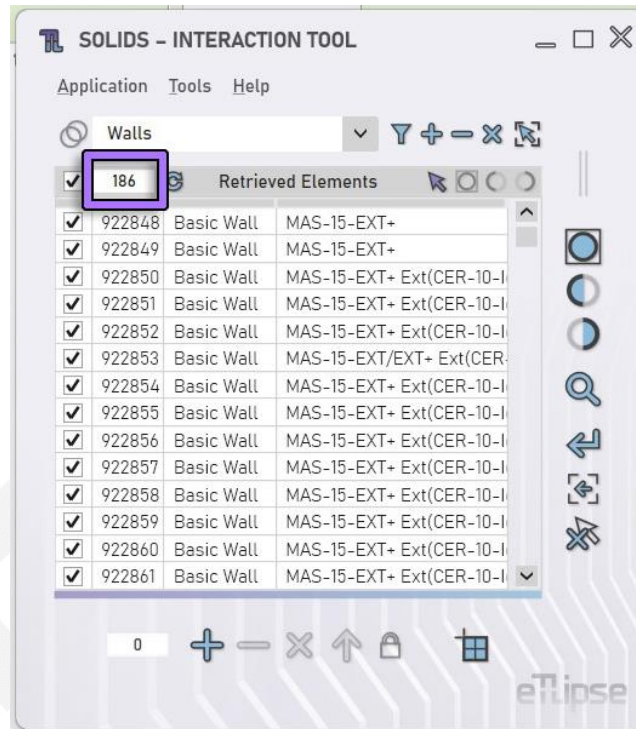 SOLIDS – INTERACTION TOOL
Application Tools Help
Walls
186 Retrieved Elements
922848 Basic Wall MAS-15-EXT+
922849 Basic Wall MAS-15-EXT+
922850 Basic Wall MAS-15-EXT+ Ext(CER-10-I
922851 Basic Wall MAS-15-EXT+ Ext(CER-10-I
922852 Basic Wall MAS-15-EXT+ Ext(CER-10-I
922853 Basic Wall MAS-15-EXT/EXT+ Ext(CER-
922854 Basic Wall MAS-15-EXT+ Ext(CER-10-I
922855 Basic Wall MAS-15-EXT+ Ext(CER-10-I
922856 Basic Wall MAS-15-EXT+ Ext(CER-10-I
922857 Basic Wall MAS-15-EXT+ Ext(CER-10-I
922858 Basic Wall MAS-15-EXT+ Ext(CER-10-I
922859 Basic Wall MAS-15-EXT+ Ext(CER-10-I
922860 Basic Wall MAS-15-EXT+ Ext(CER-10-I
922861 Basic Wall MAS-15-EXT+ Ext(CER-10-I
0
eTLipse